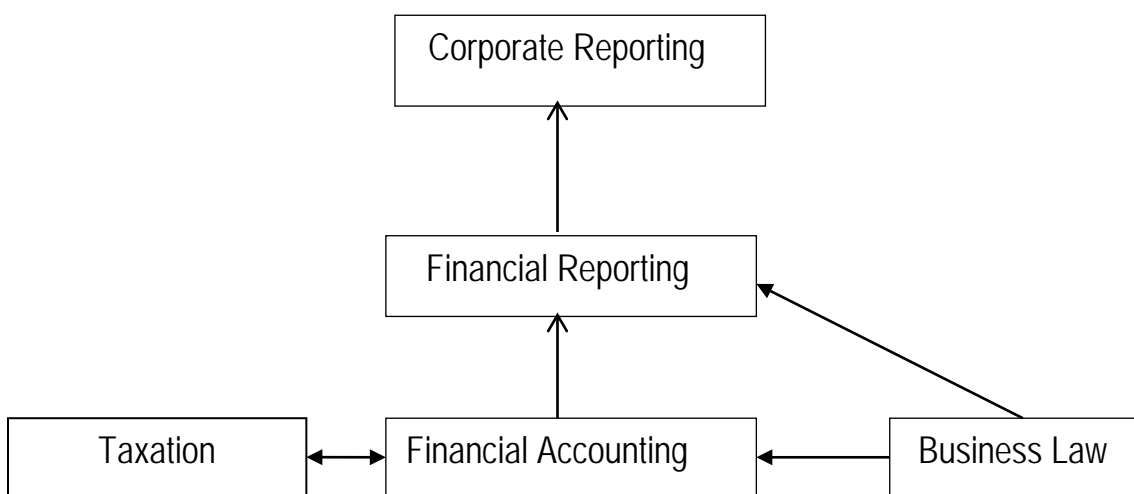 Corporate Reporting
Financial Reporting
Taxation
Financial Accounting
Business Law